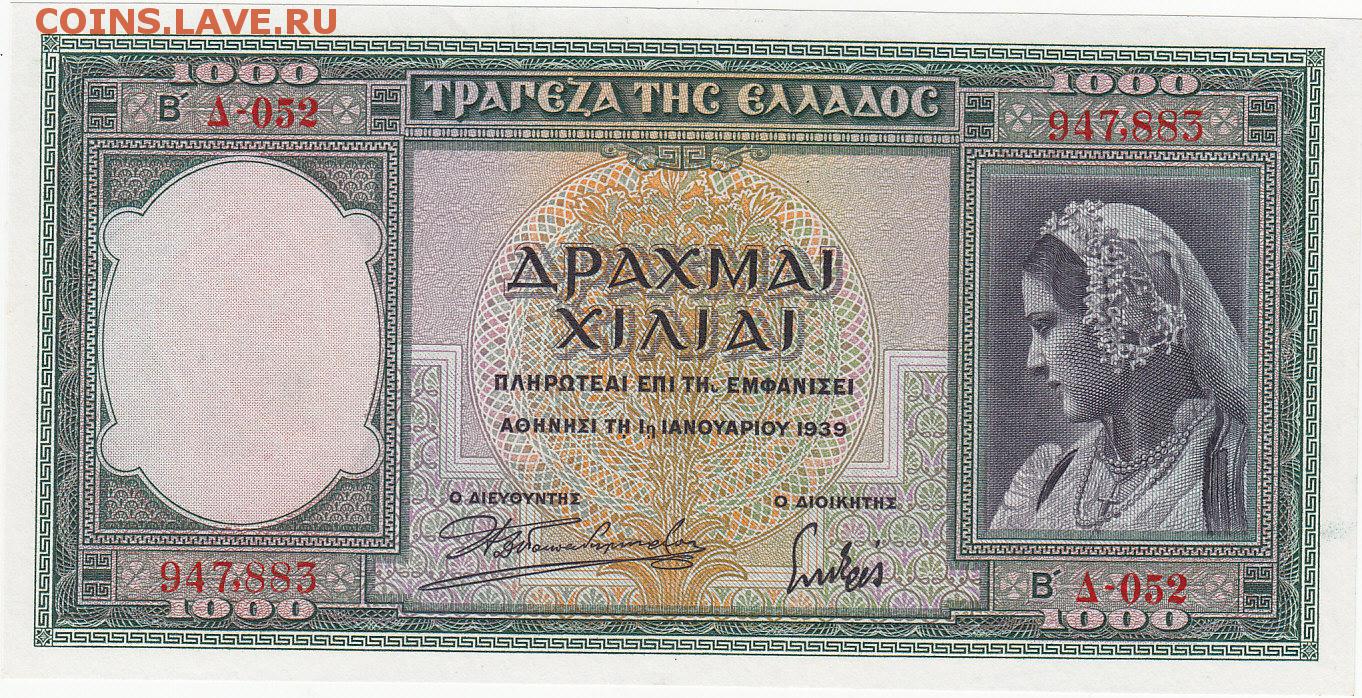 COINS.LAVE.RU
1000
1000
Β΄ Δ-052
ΤΡΑΠΕΖΑ ΤΗΣ ΕΛΛΑΔΟΣ
947,883
ΔΡΑΧΜΑΙ
ΧΙΛΙΑΙ
ΠΛΗΡΩΤΕΑΙ ΕΠΙ ΤΗι ΕΜΦΑΝΙΣΕΙ
ΑΘΗΝΗΣΙ ΤΗ 1η ΙΑΝΟΥΑΡΙΟΥ 1939
Ο ΔΙΕΥΘΥΝΤΗΣ
Ο ΔΙΟΙΚΗΤΗΣ
947,883
Β΄ Δ-052
1000
1000